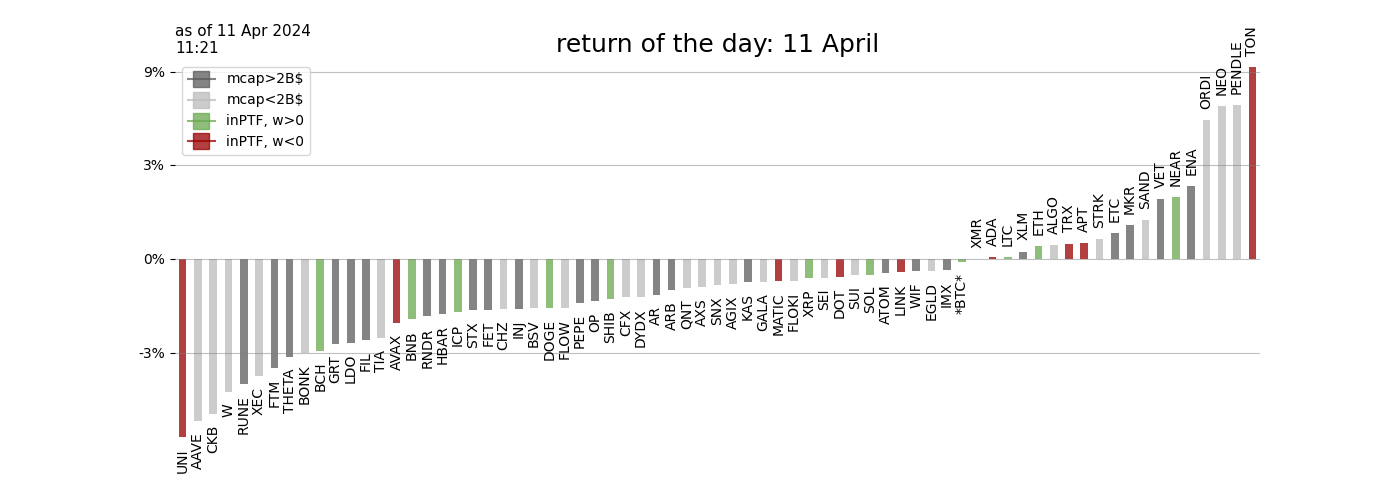 as of 11 Apr 2024
11:21
return of the day: 11 April
9%
3%
0%
-3%
mcap>2B$
mcap<2B$
inPTF, w>0
inPTF, w<0
UNI
AAVE
CKB
W
RUNE
XEC
FTM
THETA
BONK
BCH
GRT
LDO
FIL
TIA
AVAX
BNB
RNDR
HBAR
ICP
STX
FET
CHZ
INJ
BSV
DOGE
FLOW
PEPE
OP
SHIB
CFX
DYDX
AR
ARB
QNT
AXS
SNX
AGIX
KAS
GALA
MATIC
FLOKI
XRP
SEI
DOT
SUI
SOL
ATOM
LINK
WIF
EGLD
IMX
*BTC*
XMR
ADA
LTC
XLM
ETH
ALGO
TRX
APT
STRK
ETC
MKR
SAND
VET
NEAR
ENA
ORDI
NEO
PENDLE
TON